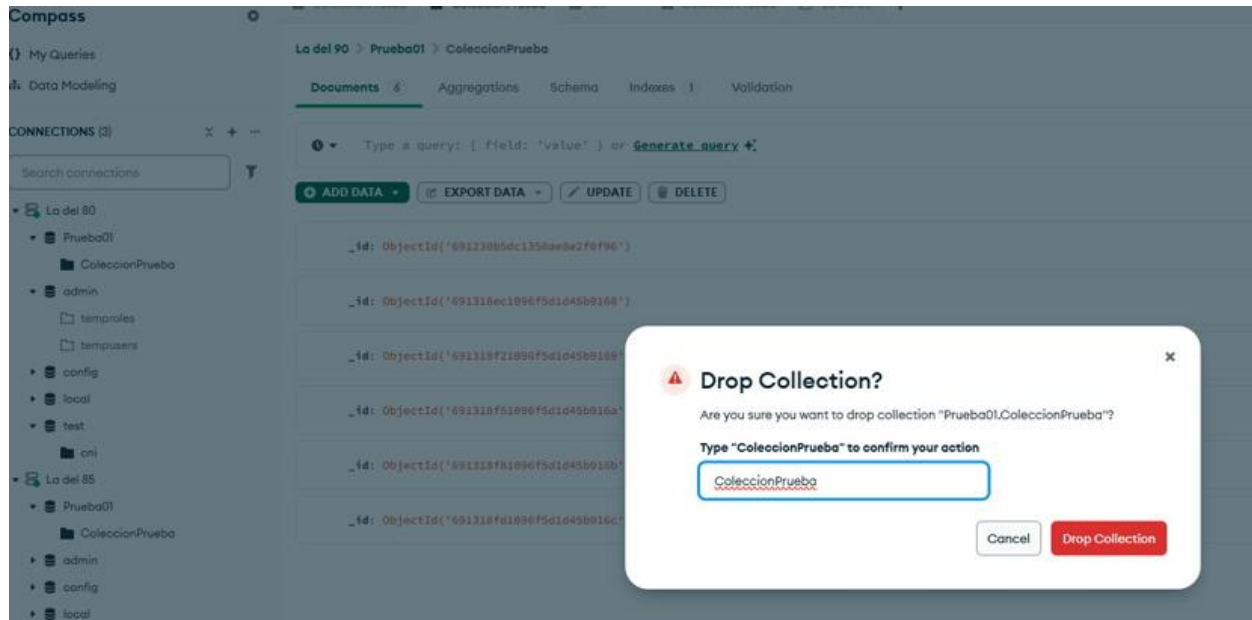 Compass
My Queries
Data Modeling
CONNECTIONS (3)
Search connections
La del 80
Prueba01
ColeccionPrueba
admin
temproles
tempusers
config
local
test
cni
La del 85
Prueba01
ColeccionPrueba
admin
config
local
La del 90 > Prueba01 > ColeccionPrueba
Documents 6 Aggregations Schema Indexes 1 Validation
Type a query: { field: 'value' } or Generate query
ADD DATA EXPORT DATA UPDATE DELETE
_id: ObjectId('
_id: ObjectId('
_id: ObjectId('
_id: ObjectId('
_id: ObjectId('
_id: ObjectId('
Drop Collection?
Are you sure you want to drop collection "Prueba01.ColeccionPrueba"?
Type "ColeccionPrueba" to confirm your action
ColeccionPrueba
Cancel Drop Collection